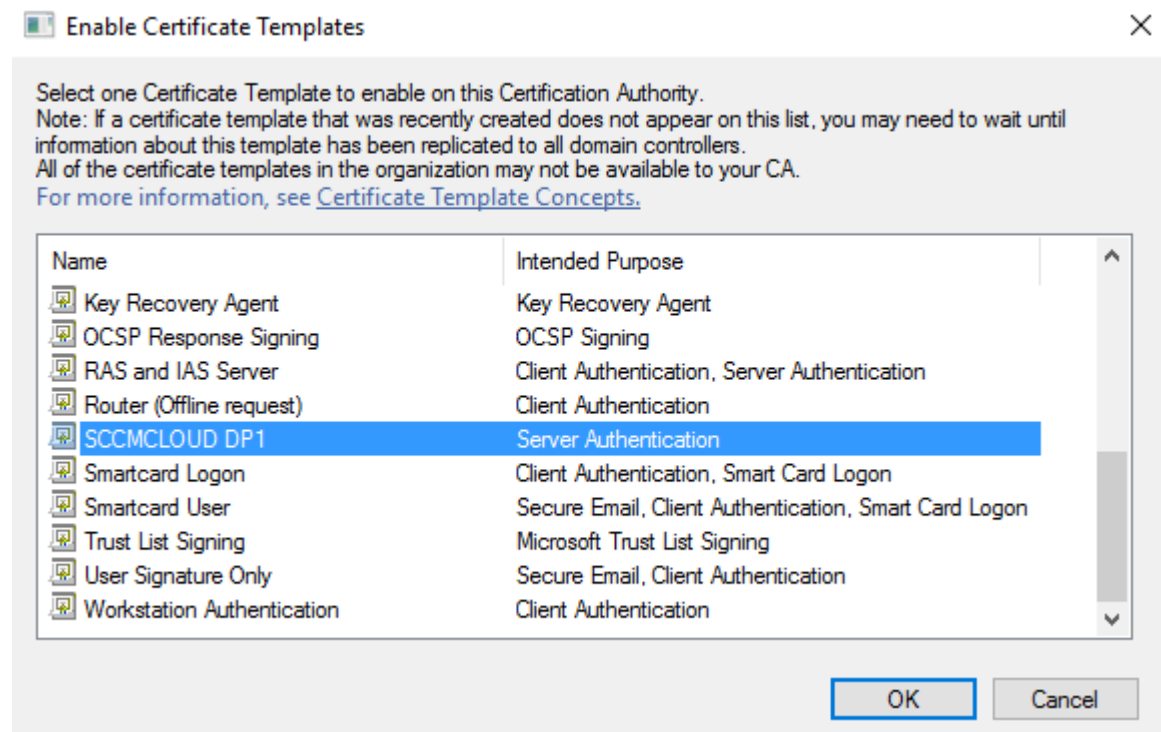 Enable Certificate Templates
Select one Certificate Template to enable on this Certification Authority.
Note: If a certificate template that was recently created does not appear on this list, you may need to wait until
information about this template has been replicated to all domain controllers.
All of the certificate templates in the organization may not be available to your CA.
For more information, see Certificate Template Concepts.
Name Intended Purpose
Key Recovery Agent Key Recovery Agent
OCSP Response Signing OCSP Signing
RAS and IAS Server Client Authentication, Server Authentication
Router (Offline request) Client Authentication
SCCMCLOUD DP1 Server Authentication
Smartcard Logon Client Authentication, Smart Card Logon
Smartcard User Secure Email, Client Authentication, Smart Card Logon
Trust List Signing Microsoft Trust List Signing
User Signature Only Secure Email, Client Authentication
Workstation Authentication Client Authentication
OK Cancel